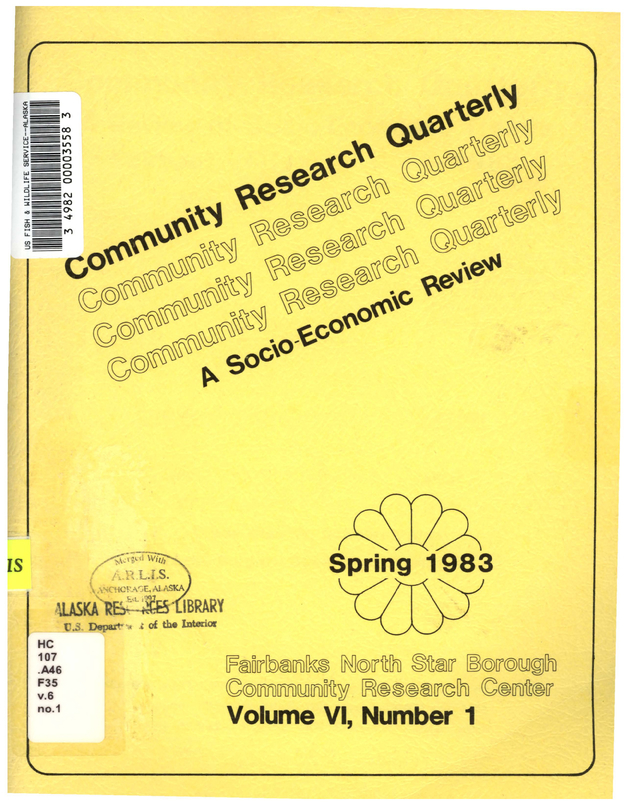 US FISH & WILDLIFE SERVICE--ALASKA
3 4982 00003558 3
Community Research Quarterly
Community Research Quarterly
Community Research Quarterly
Community Research Quarterly
A Socio-Economic Review
Spring 1983
IS
Merged With
A.R.L.I.S.
ANCHORAGE, ALASKA
Est. 1997
ALASKA LIBRARY
U.S. of the Interior
HC
107
.A46
F35
v.6
no.1
Fairbanks North Star Borough
Community Research Center
Volume VI, Number 1